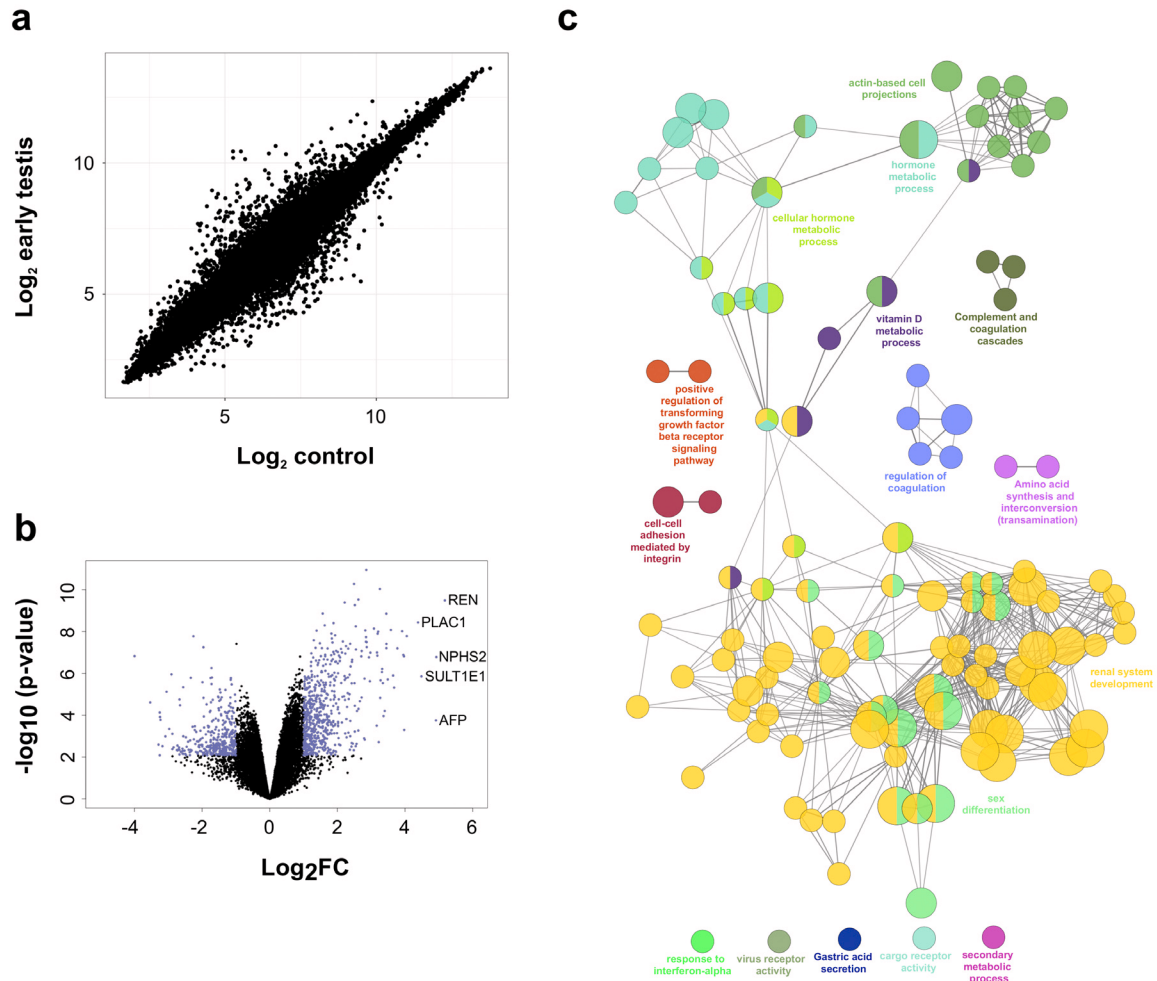 a
Log2 early testis
10
5
5
10
Log2 control
b
-log10 (p-value)
10
8
6
4
2
0
REN
PLAC1
NPHS2
SULT1E1
AFP
-4
-2
0
2
4
6
Log2FC
c
actin-based cell
projections
hormone
metabolic
process
cellular hormone
metabolic
process
vitamin D
metabolic
process
Complement and
coagulation
cascades
positive
regulation of
transforming
growth factor
beta receptor
signaling
pathway
regulation of
coagulation
Amino acid
synthesis and
interconversion
(transamination)
cell-cell
adhesion
mediated by
integrin
renal system
development
sex
differentiation
response to
interferon-alpha
virus receptor
activity
Gastric acid
secretion
cargo receptor
activity
secondary
metabolic
process